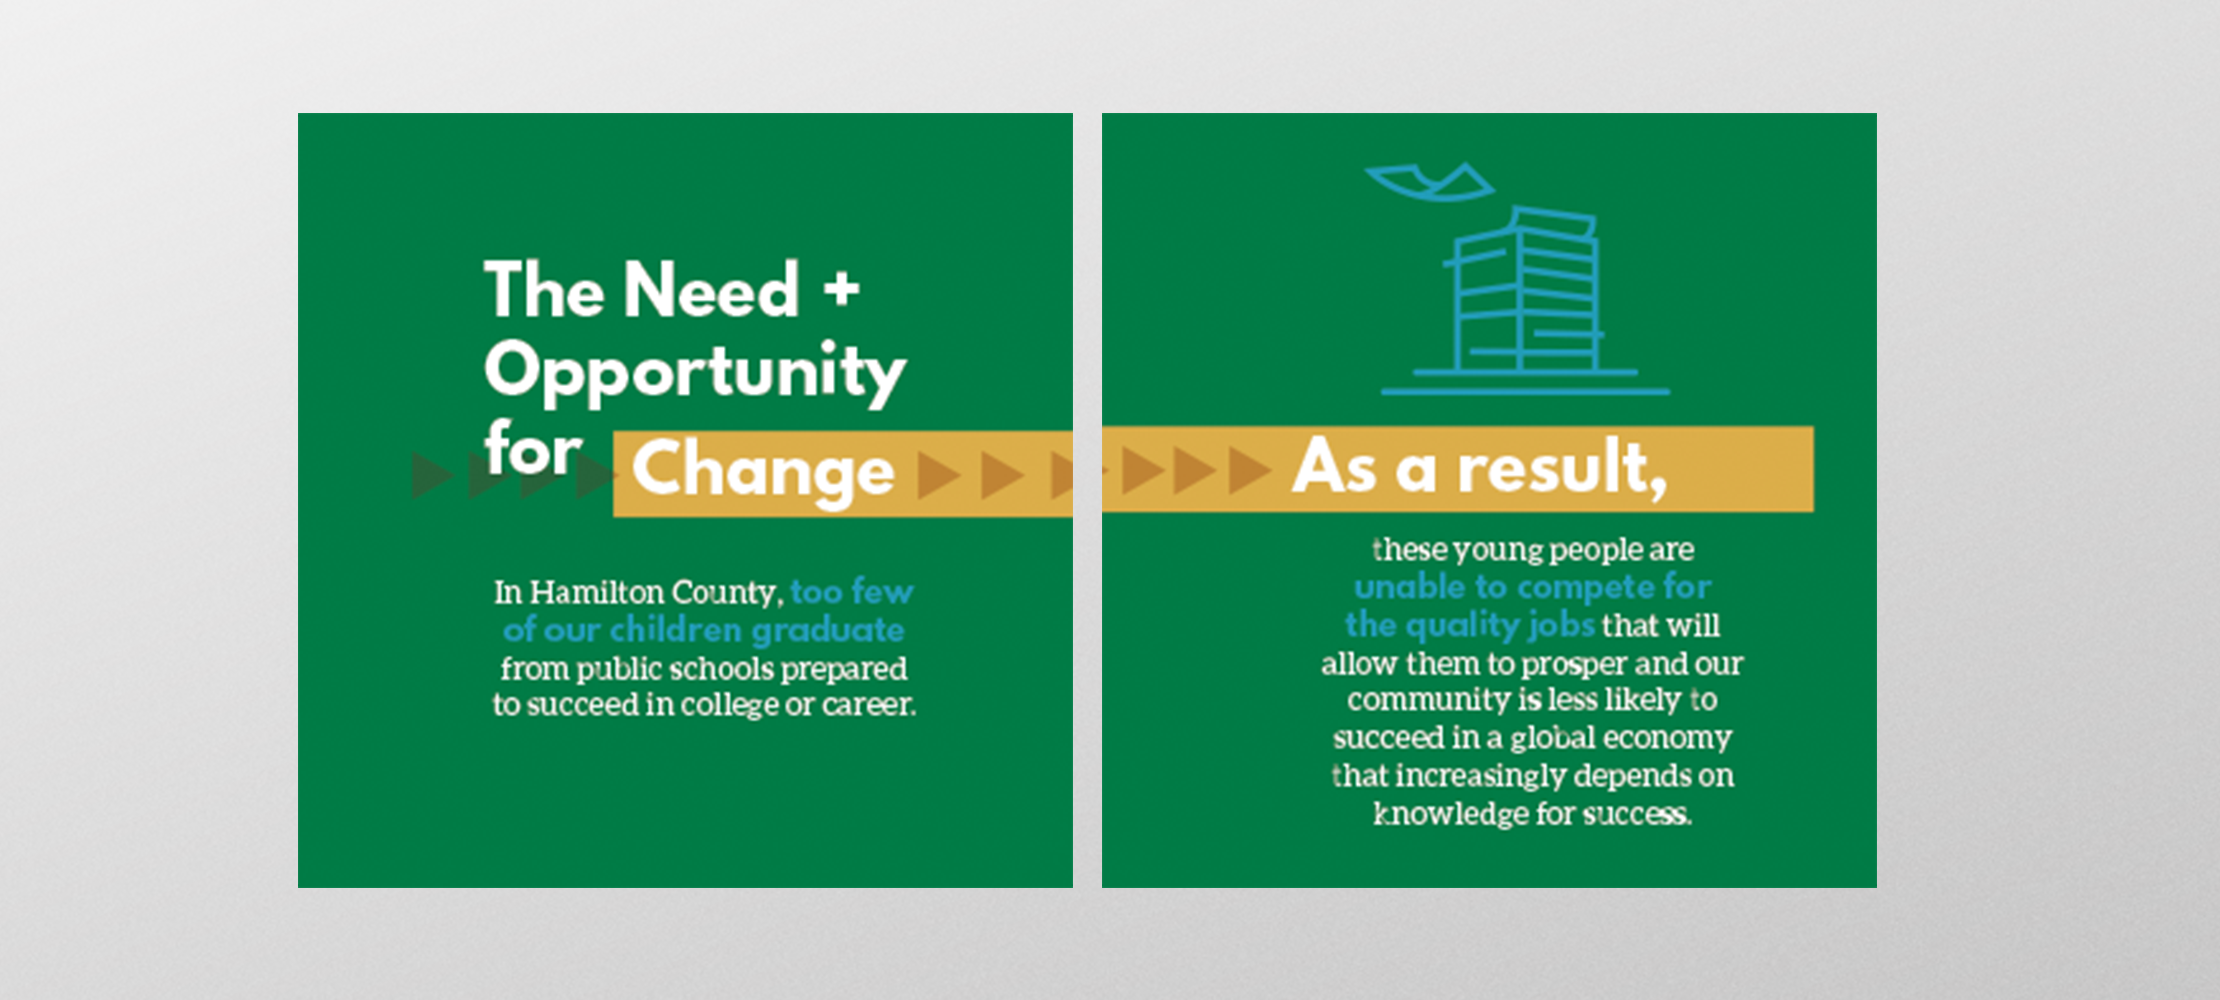 The Need +
Opportunity
for Change
In Hamilton County, too few
of our children graduate
from public schools prepared
to succeed in college or career.
As a result,
these young people are
unable to compete for
the quality jobs that will
allow them to prosper and our
community is less likely to
succeed in a global economy
that increasingly depends on
knowledge for success.